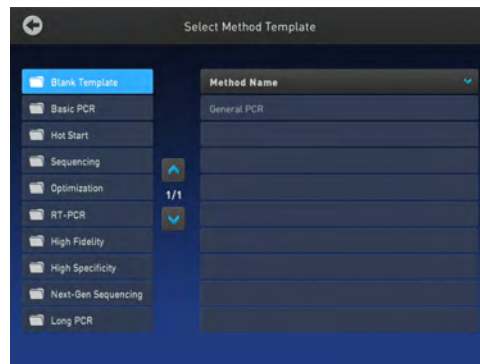 Select Method Template
Blank Template
Basic PCR
Hot Start
Sequencing
Optimization
RT-PCR
High Fidelity
High Specificity
Next-Gen Sequencing
Long PCR
1/1
Method Name
General PCR